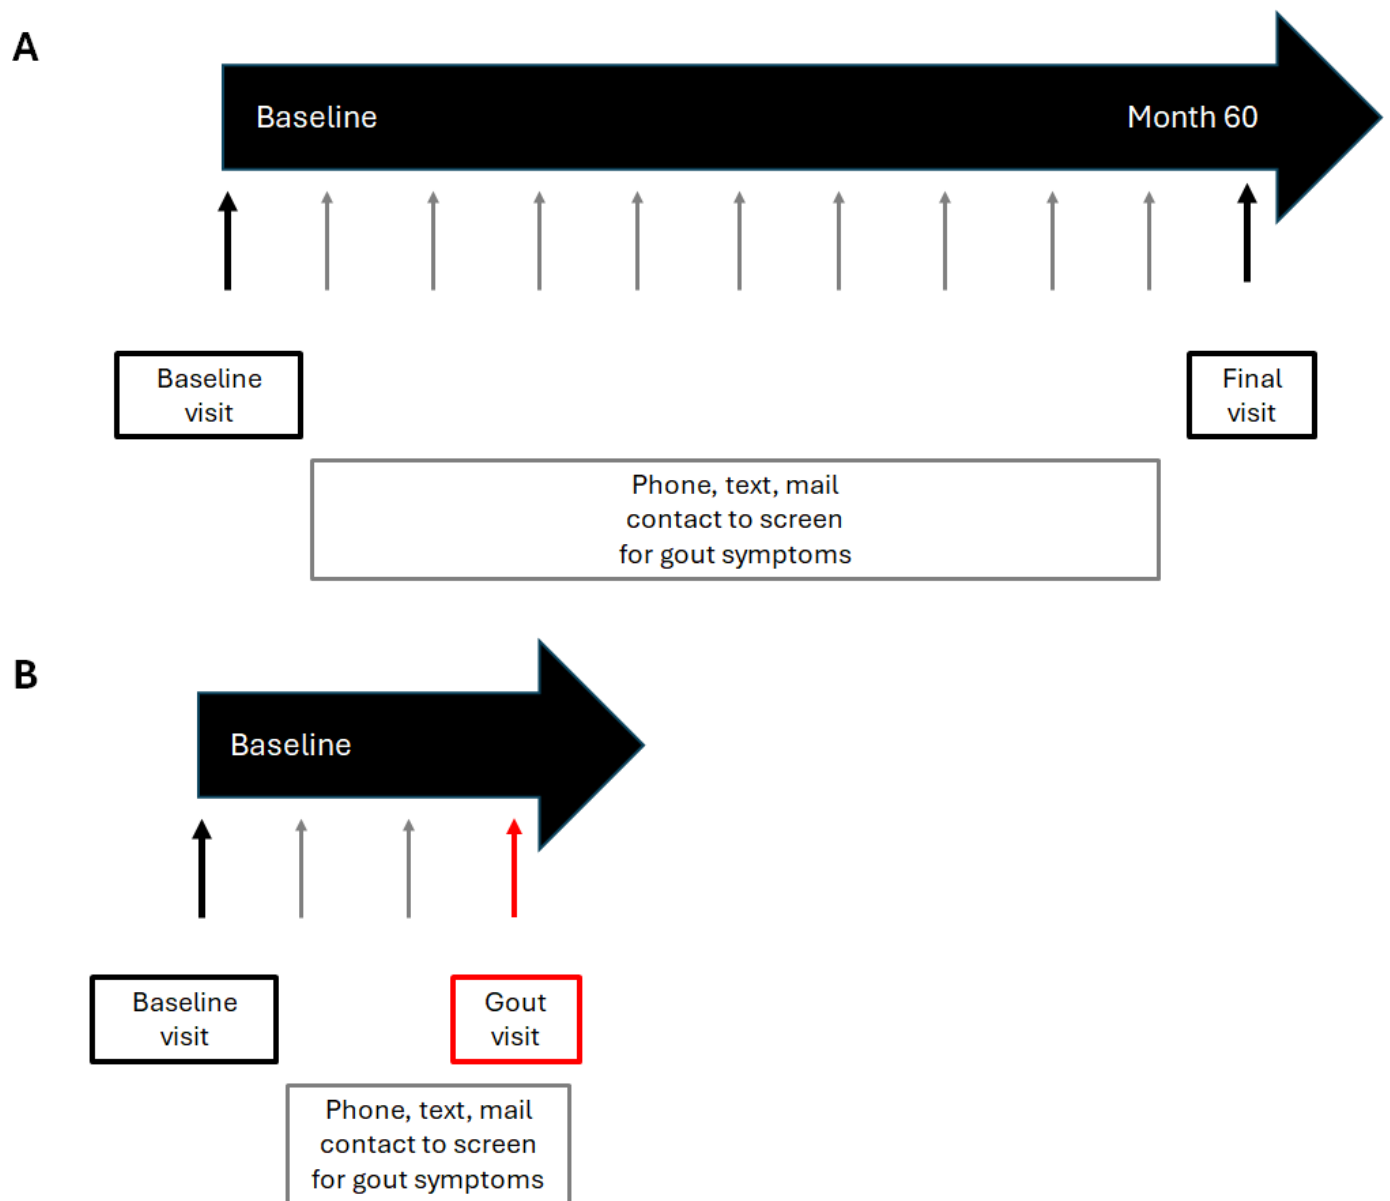 A
Baseline
Month 60
Baseline
visit
Final
visit
Phone, text, mail
contact to screen
for gout symptoms
B
Baseline
Baseline
visit
Gout
visit
Phone, text, mail
contact to screen
for gout symptoms